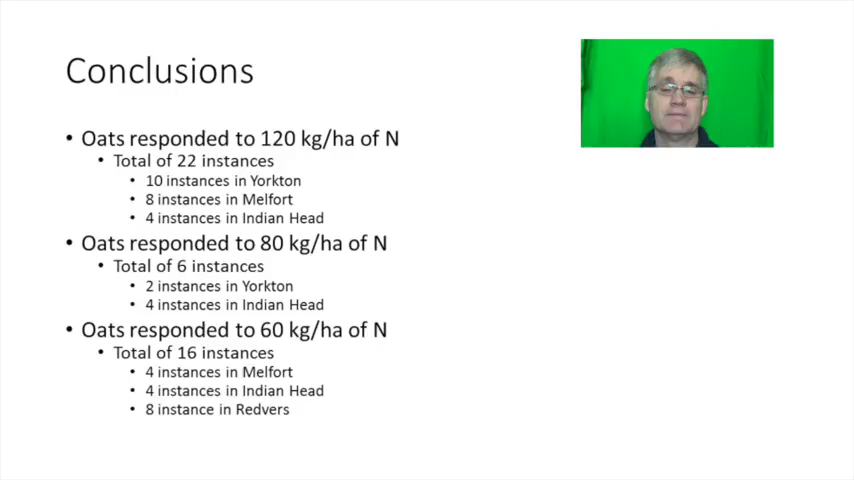 Conclusions
• Oats responded to 120 kg/ha of N
• Total of 22 instances
• 10 instances in Yorkton
• 8 instances in Melfort
• 4 instances in Indian Head
• Oats responded to 80 kg/ha of N
• Total of 6 instances
• 2 instances in Yorkton
• 4 instances in Indian Head
• Oats responded to 60 kg/ha of N
• Total of 16 instances
• 4 instances in Melfort
• 4 instances in Indian Head
• 8 instance in Redvers